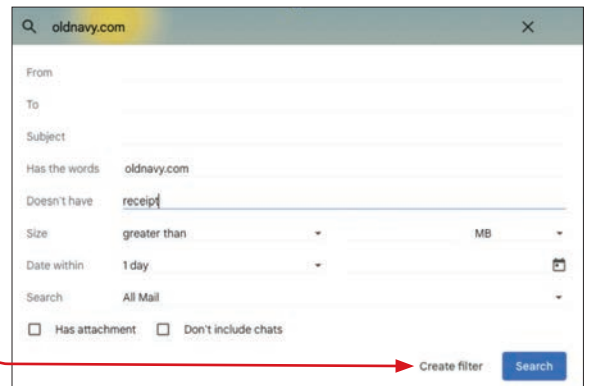 oldnavy.com
From
To
Subject
Has the words oldnavy.com
Doesn't have receipt
Size greater than MB
Date within 1 day
Search All Mail
Has attachment Don't include chats
Create filter Search